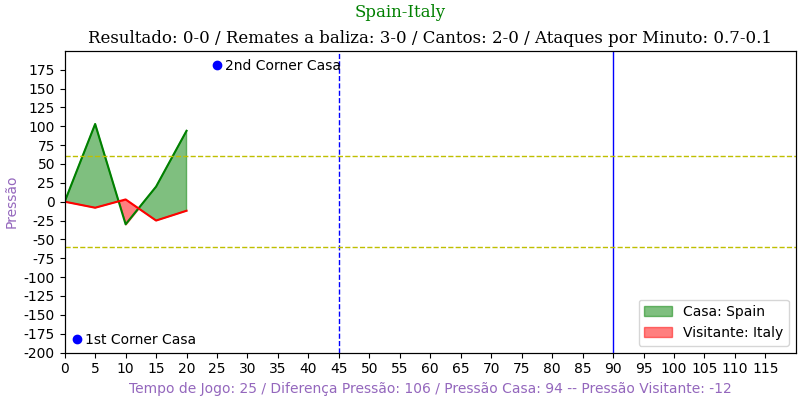 Spain-Italy
Resultado: 0-0 / Remates a baliza: 3-0 / Cantos: 2-0 / Ataques por Minuto: 0.7-0.1
Pressão
175
150
125
100
75
50
25
0
-25
-50
-75
-100
-125
-150
-175
-200
2nd Corner Casa
1st Corner Casa
Casa: Spain
Visitante: Italy
0 5 10 15 20 25 30 35 40 45 50 55 60 65 70 75 80 85 90 95 100 105 110 115
Tempo de Jogo: 25 / Diferença Pressão: 106 / Pressão Casa: 94 -- Pressão Visitante: -12